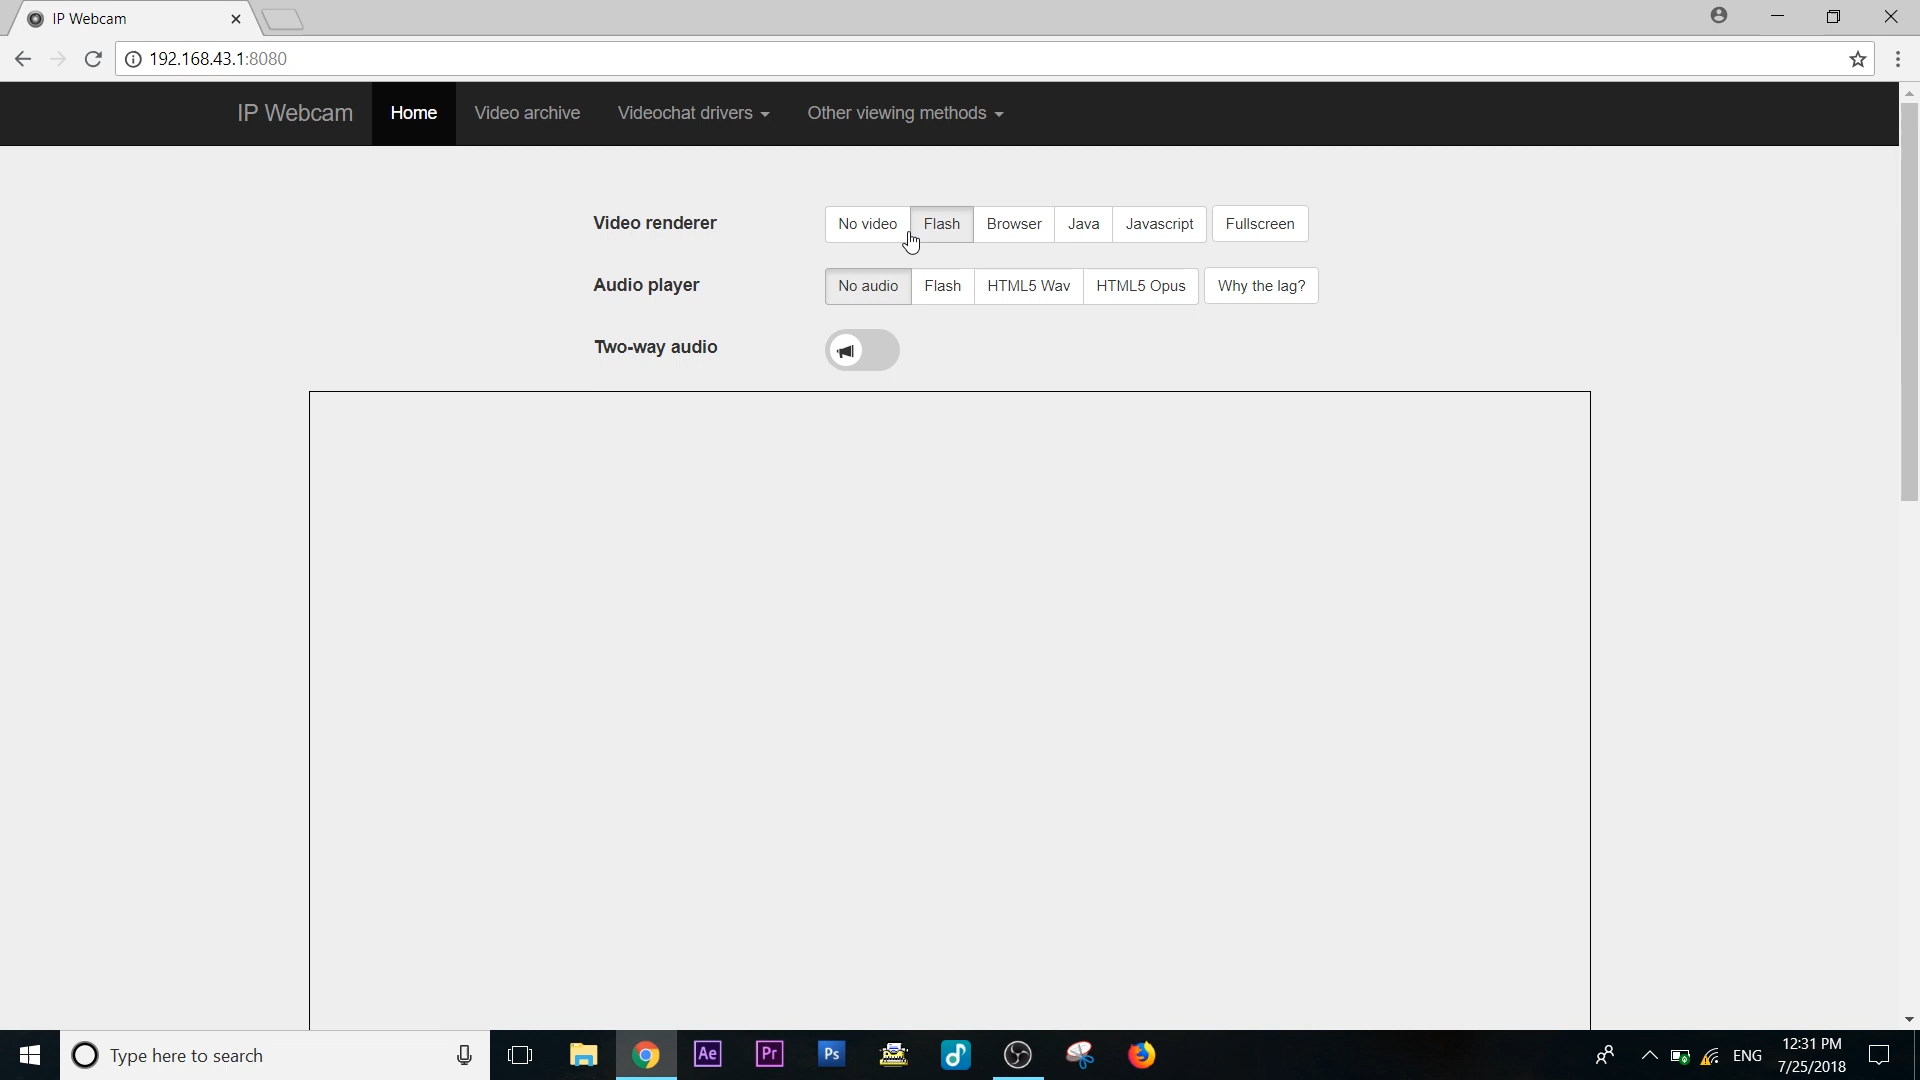 IP Webcam
192.168.43.1:8080
IP Webcam Home Video archive Videochat drivers Other viewing methods
Video renderer No video Flash Browser Java Javascript Fullscreen
Audio player No audio Flash HTML5 Wav HTML5 Opus Why the lag?
Two-way audio
Type here to search Ae Pr Ps ENG 12:31 PM
7/25/2018